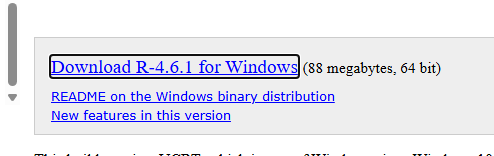 Download R-4.6.1 for Windows (88 megabytes, 64 bit)
README on the Windows binary distribution
New features in this version